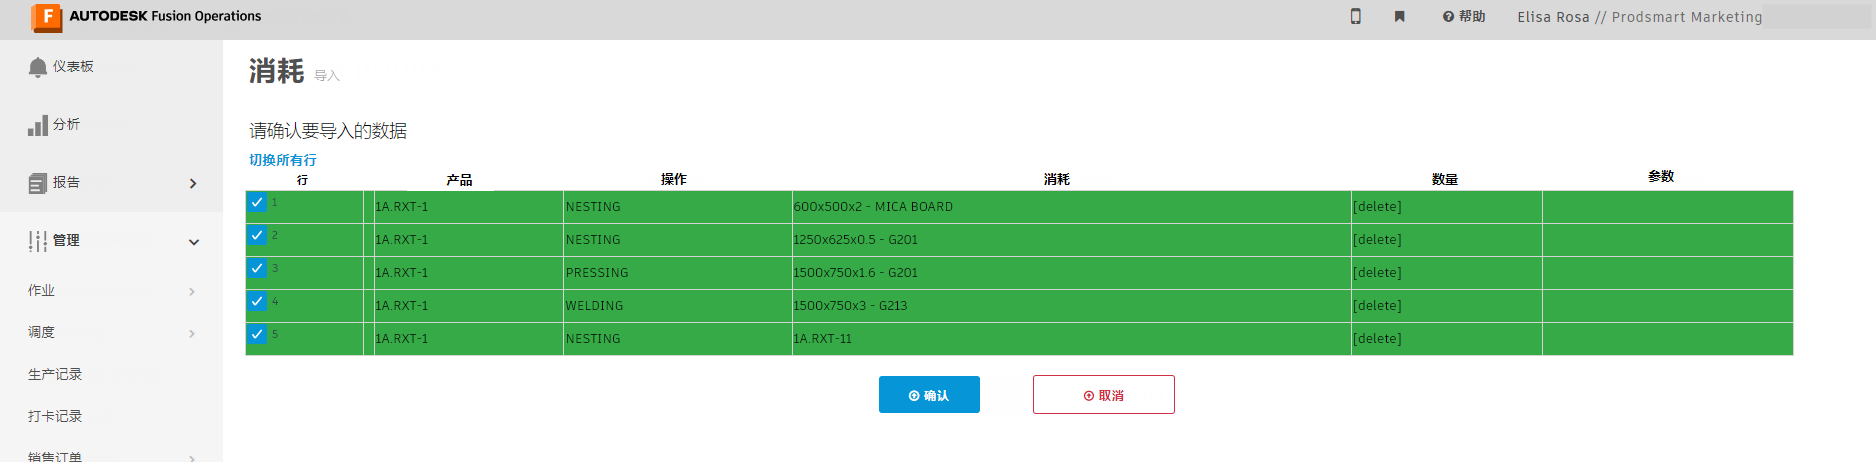 AUTODESK Fusion Operations
帮助
Elisa Rosa // Prodsmart Marketing
仪表板
分析
报告
管理
作业
调度
生产记录
打卡记录
销售订单
消耗 导入
请确认要导入的数据
切换所有行
行 产品 操作 消耗 数量 参数
1 1A.RXT-1 NESTING 600x500x2 - MICA BOARD [delete]
2 1A.RXT-1 NESTING 1250x625x0.5 - G201 [delete]
3 1A.RXT-1 PRESSING 1500x750x1.6 - G201 [delete]
4 1A.RXT-1 WELDING 1500x750x3 - G213 [delete]
5 1A.RXT-1 NESTING 1A.RXT-11 [delete]
确认 取消